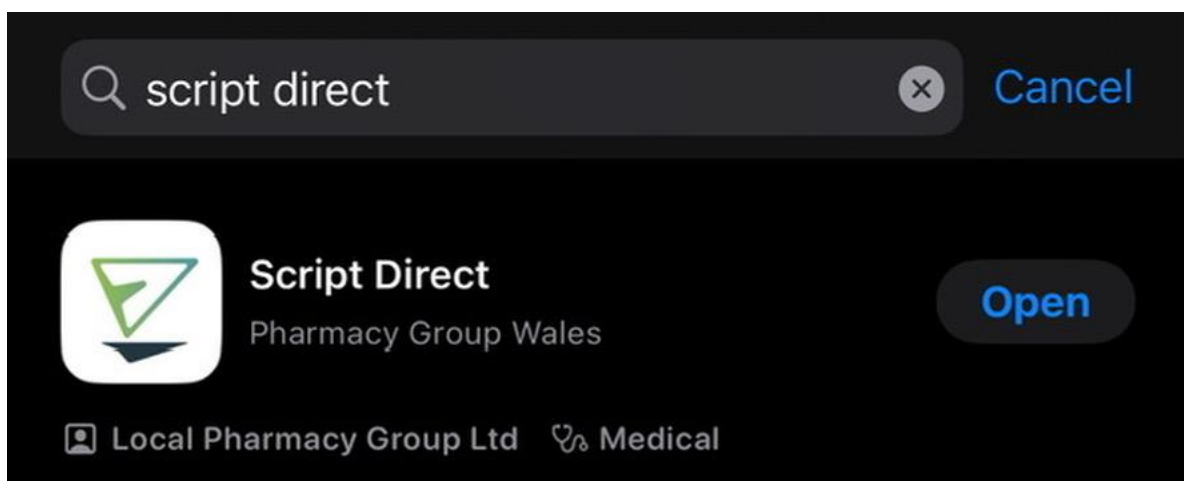 script direct
Cancel
Script Direct
Pharmacy Group Wales
Open
Local Pharmacy Group Ltd
Medical